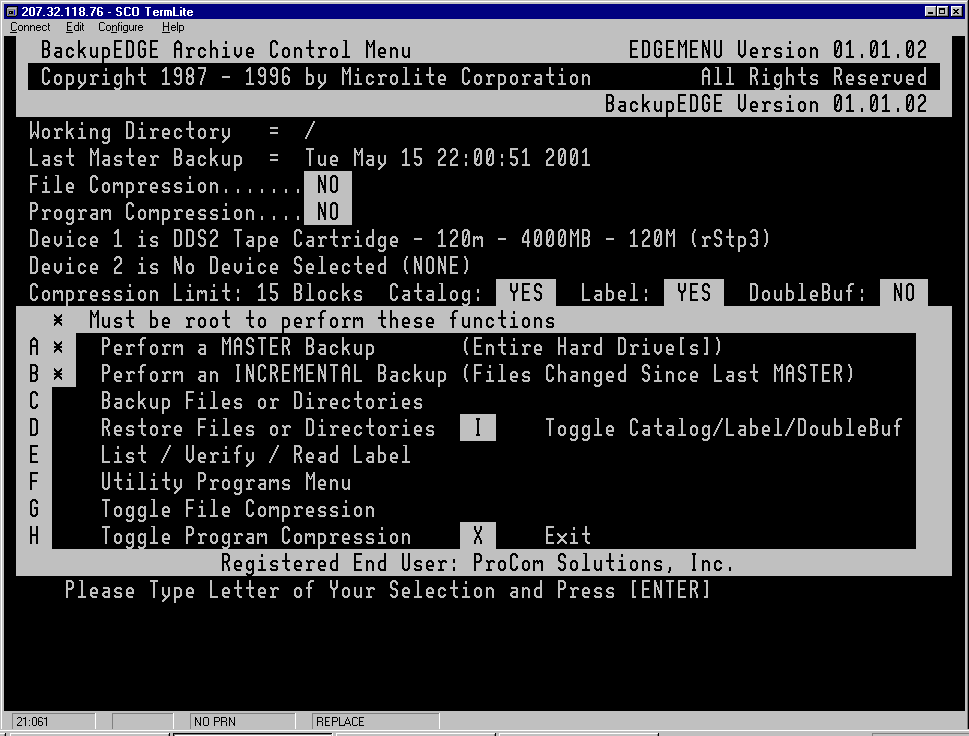 207.32.118.76 - SCO TermLite
Connect Edit Configure Help
BackupEDGE Archive Control Menu EDGEMENU Version 01.01.02
Copyright 1987 - 1996 by Microlite Corporation All Rights Reserved
BackupEDGE Version 01.01.02
Working Directory = /
Last Master Backup = Tue May 15 22:00:51 2001
File Compression....... NO
Program Compression.... NO
Device 1 is DDS2 Tape Cartridge - 120m - 4000MB - 120M (rStp3)
Device 2 is No Device Selected (NONE)
Compression Limit: 15 Blocks Catalog: YES Label: YES DoubleBuf: NO
* Must be root to perform these functions
A * Perform a MASTER Backup (Entire Hard Drive[s])
B * Perform an INCREMENTAL Backup (Files Changed Since Last MASTER)
C Backup Files or Directories
D Restore Files or Directories I Toggle Catalog/Label/DoubleBuf
E List / Verify / Read Label
F Utility Programs Menu
G Toggle File Compression
H Toggle Program Compression X Exit
Registered End User: ProCom Solutions, Inc.
Please Type Letter of Your Selection and Press [ENTER]
21:061 NO PRN REPLACE